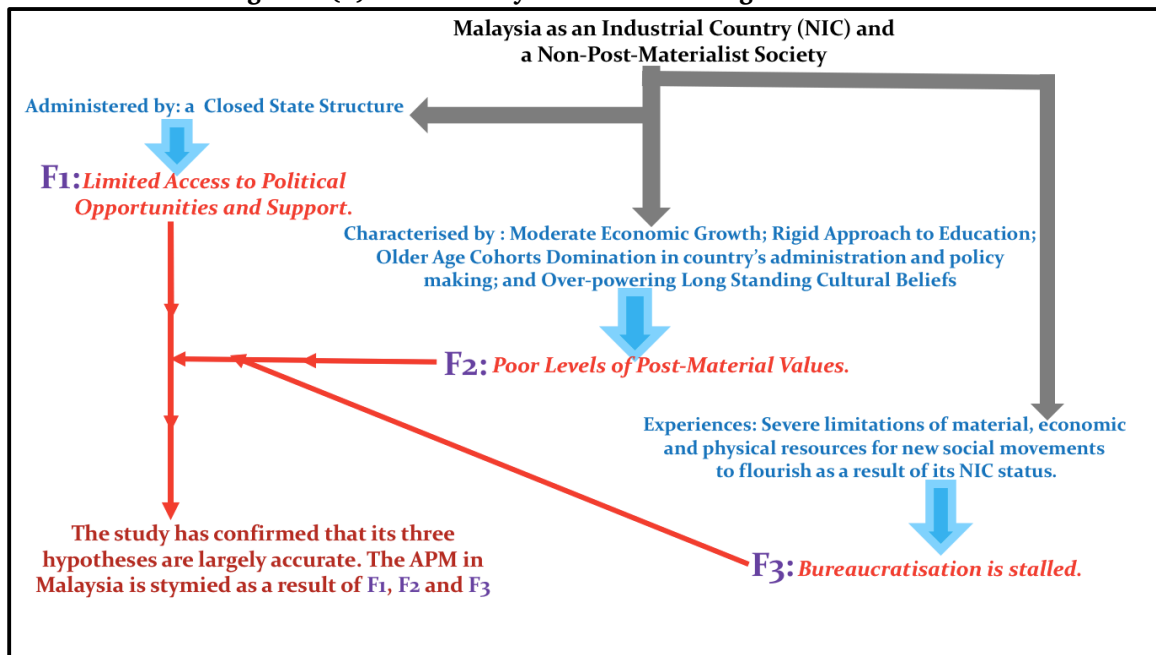 Malaysia as an Industrial Country (NIC) and
a Non-Post-Materialist Society
Administered by: a Closed State Structure
F1: Limited Access to Political
Opportunities and Support.
Characterised by : Moderate Economic Growth; Rigid Approach to Education;
Older Age Cohorts Domination in country's administration and policy
making; and Over-powering Long Standing Cultural Beliefs
F2: Poor Levels of Post-Material Values.
Experiences: Severe limitations of material, economic
and physical resources for new social movements
to flourish as a result of its NIC status.
F3: Bureaucratisation is stalled.
The study has confirmed that its three
hypotheses are largely accurate. The APM in
Malaysia is stymied as a result of F1, F2 and F3